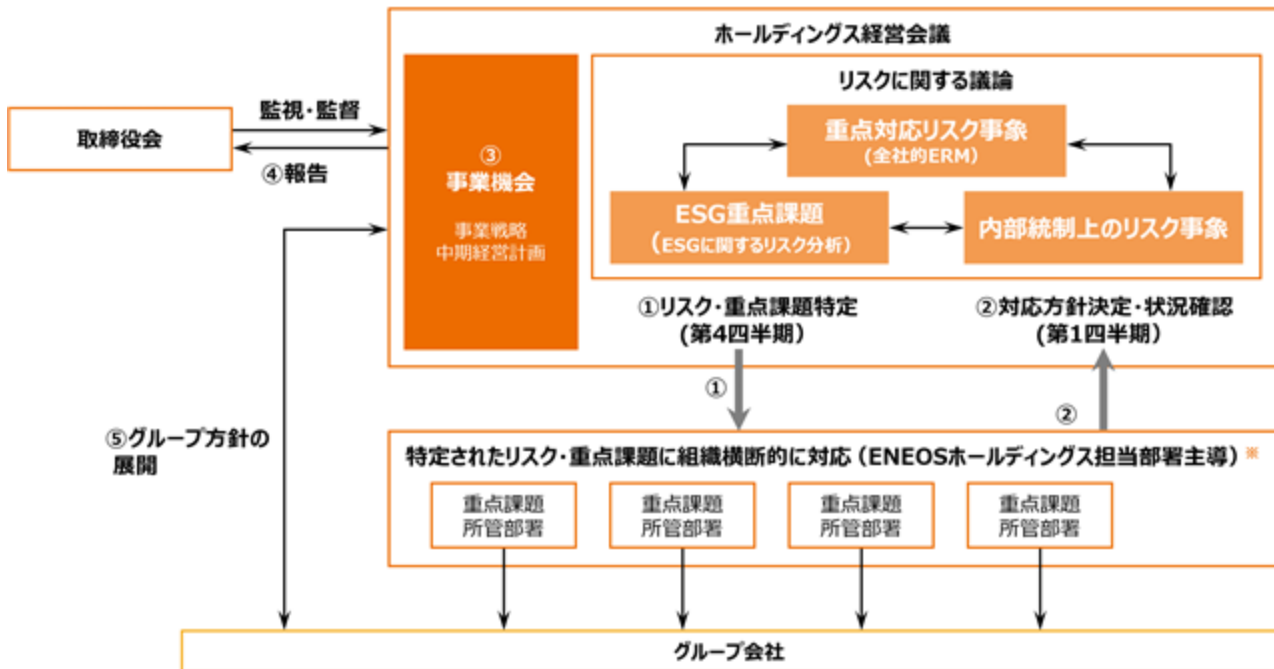 ホールディングス経営会議
リスクに関する議論
取締役会
監視・監督
④報告
③
事業機会
事業戦略
中期経営計画
重点対応リスク事象
(全社的ERM)
ESG重点課題
(ESGに関するリスク分析)
内部統制上のリスク事象
①リスク・重点課題特定
(第4四半期)
②対応方針決定・状況確認
(第1四半期)
①
②
⑤グループ方針の
展開
特定されたリスク・重点課題に組織横断的に対応(ENEOSホールディングス担当部署主導)※
重点課題
所管部署
重点課題
所管部署
重点課題
所管部署
重点課題
所管部署
グループ会社